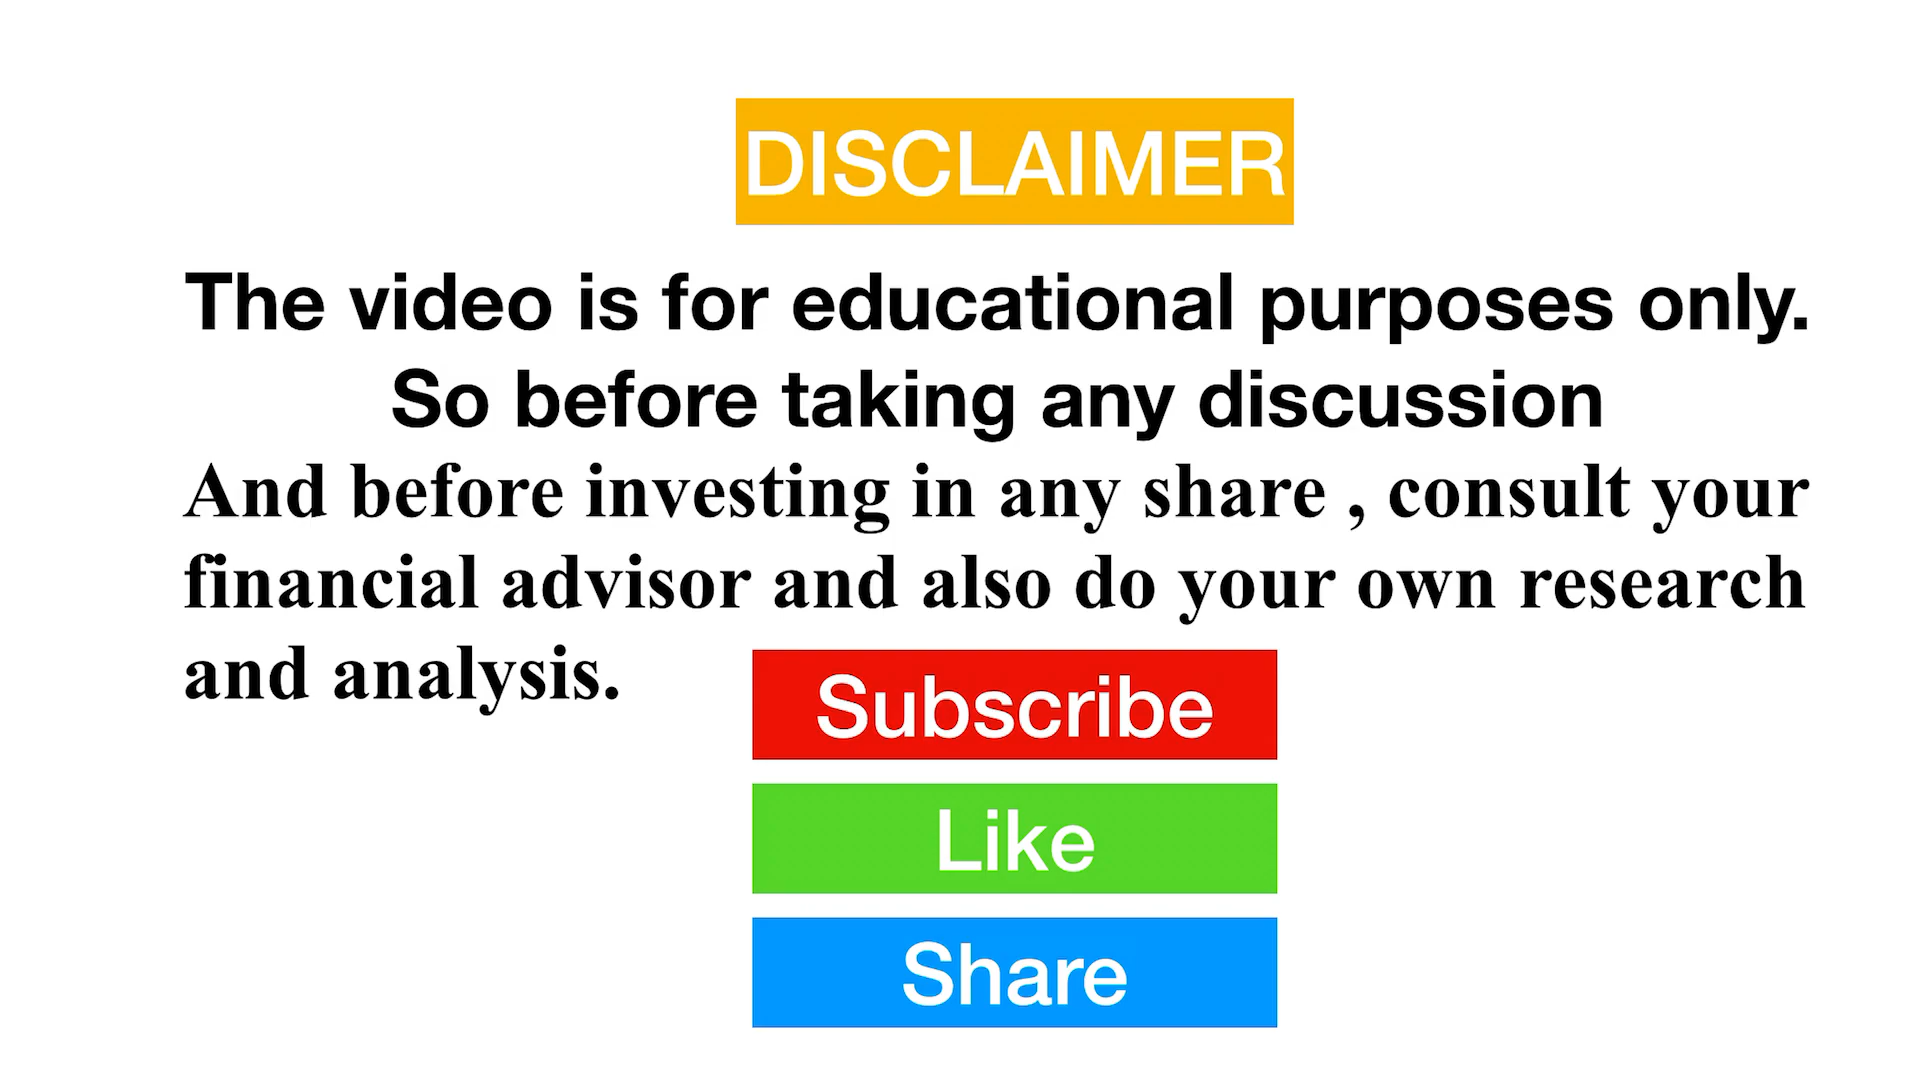 DISCLAIMER
The video is for educational purposes only.
So before taking any discussion
And before investing in any share , consult your
financial advisor and also do your own research
and analysis.
Subscribe
Like
Share